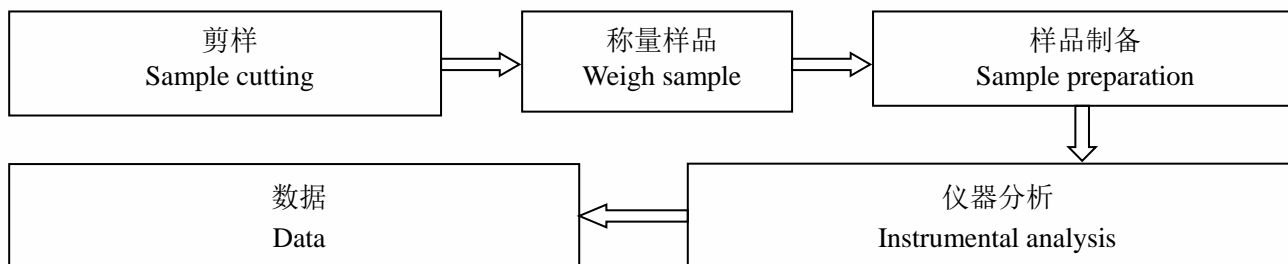 剪样
Sample cutting
称量样品
Weigh sample
样品制备
Sample preparation
仪器分析
Instrumental analysis
数据
Data